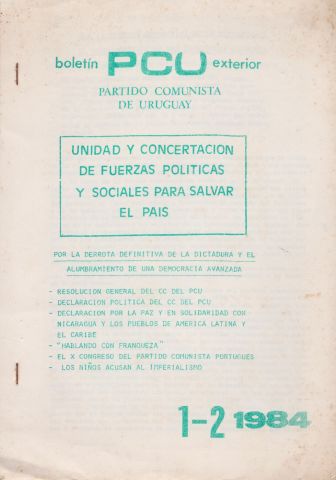 boletín PCU exterior
PARTIDO COMUNISTA
DE URUGUAY
UNIDAD Y CONCERTACION
DE FUERZAS POLITICAS
Y SOCIALES PARA SALVAR
EL PAIS
POR LA DERROTA DEFINITIVA DE LA DICTADURA Y EL
ALUMBRAMIENTO DE UNA DEMOCRACIA AVANZADA
- RESOLUCION GENERAL DEL CC DEL PCU
- DECLARACION POLITICA DEL CC DEL PCU
- DECLARACION POR LA PAZ Y EN SOLIDARIDAD CON
NICARAGUA Y LOS PUEBLOS DE AMERICA LATINA Y
EL CARIBE
- "HABLANDO CON FRANQUEZA"
- EL X CONGRESO DEL PARTIDO COMUNISTA PORTUGUES
- LOS NIÑOS ACUSAN AL IMPERIALISMO
1-2 1984